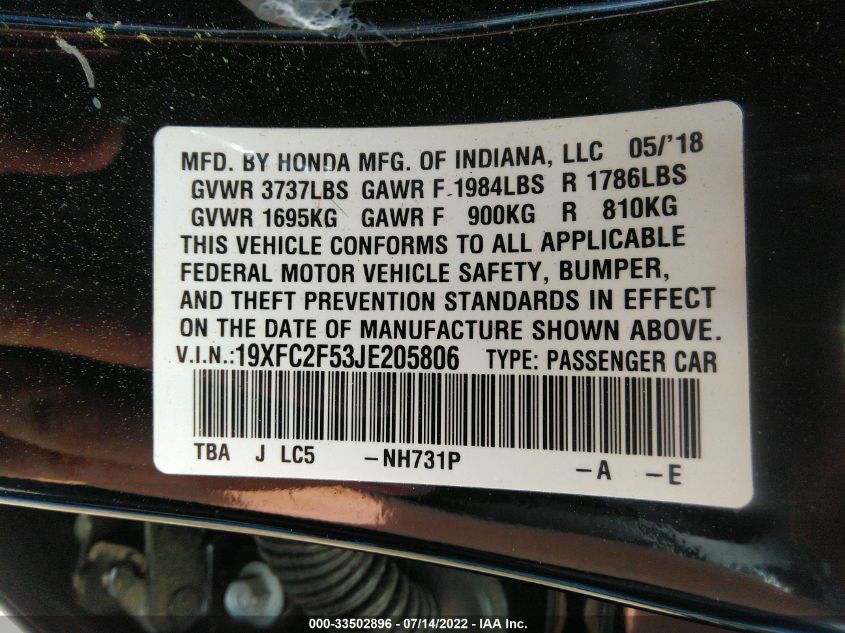 MFD. BY HONDA MFG. OF INDIANA, LLC 05/'18
GVWR 3737LBS GAWR F 1984LBS R 1786LBS
GVWR 1695KG GAWR F 900KG R 810KG
THIS VEHICLE CONFORMS TO ALL APPLICABLE
FEDERAL MOTOR VEHICLE SAFETY, BUMPER,
AND THEFT PREVENTION STANDARDS IN EFFECT
ON THE DATE OF MANUFACTURE SHOWN ABOVE.
V.I.N.:19XFC2F53JE205806 TYPE: PASSENGER CAR
TBA J LC5 -NH731P -A -E
000-33502896 - 07/14/2022 - IAA Inc.